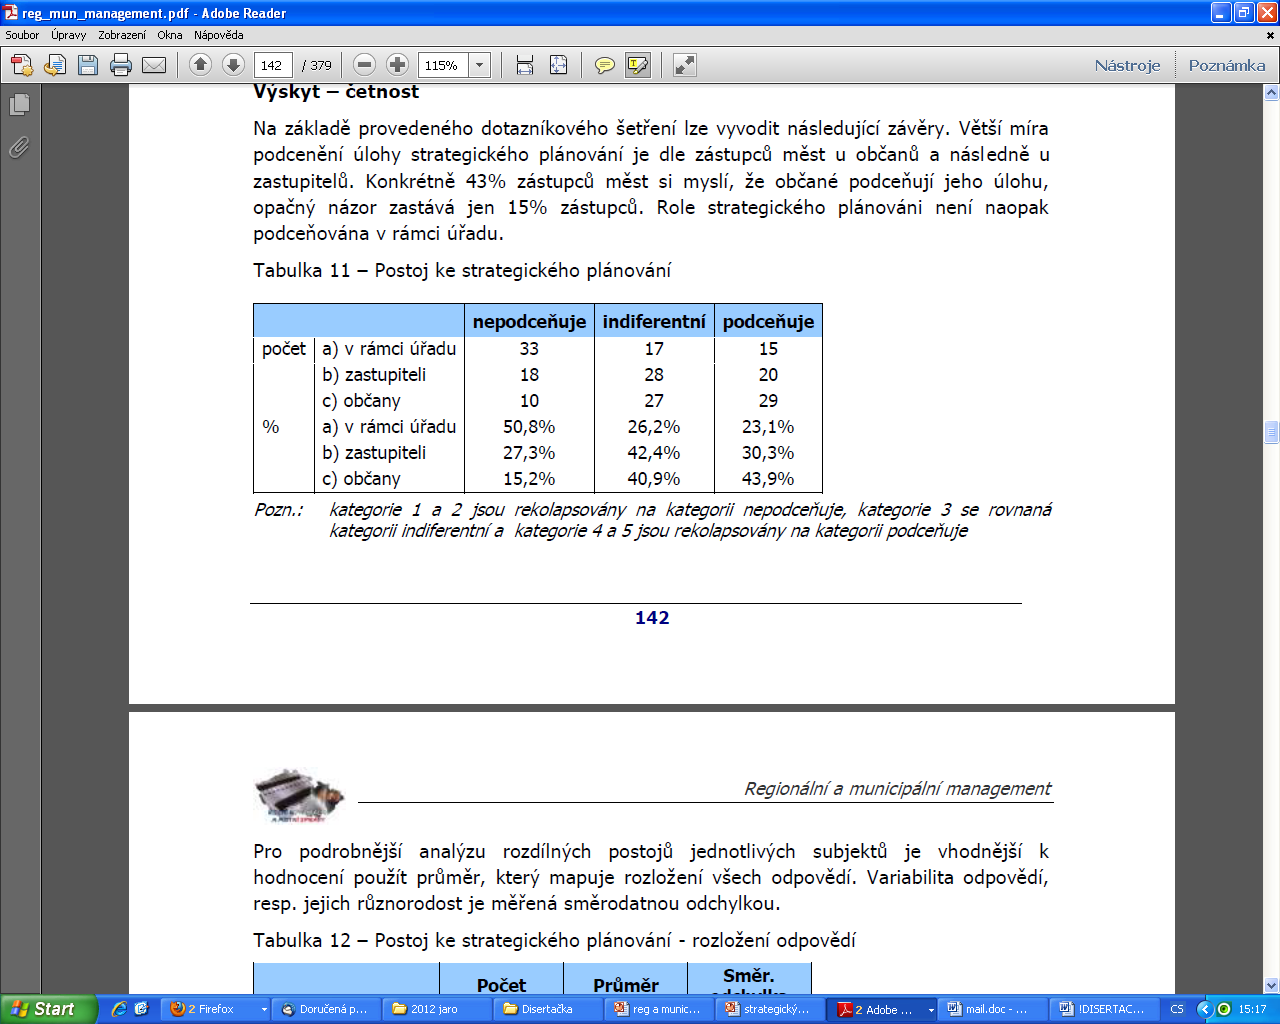 reg_mun_management.pdf - Adobe Reader
Soubor Úpravy Zobrazení Okna Nápověda
142 / 379 115% Nástroje Poznámka
Výskyt – četnost
Na základě provedeného dotazníkového šetření lze vyvodit následující závěry. Větší míra
podcenění úlohy strategického plánování je dle zástupců měst u občanů a následně u
zastupitelů. Konkrétně 43% zástupců měst si myslí, že občané podceňují jeho úlohu,
opačný názor zastává jen 15% zástupců. Role strategického plánováni není naopak
podceňována v rámci úřadu.
Tabulka 11 – Postoj ke strategického plánování
nepodceňuje indiferentní podceňuje
počet a) v rámci úřadu 33 17 15
b) zastupiteli 18 28 20
c) občany 10 27 29
% a) v rámci úřadu 50,8% 26,2% 23,1%
b) zastupiteli 27,3% 42,4% 30,3%
c) občany 15,2% 40,9% 43,9%
Pozn.: kategorie 1 a 2 jsou rekolapsovány na kategorii nepodceňuje, kategorie 3 se rovnaná
kategorii indiferentní a kategorie 4 a 5 jsou rekolapsovány na kategorii podceňuje
142
Regionální a municipální management
Pro podrobnější analýzu rozdílných postojů jednotlivých subjektů je vhodnější k
hodnocení použít průměr, který mapuje rozložení všech odpovědí. Variabilita odpovědí,
resp. jejich různorodost je měřená směrodatnou odchylkou.
Tabulka 12 – Postoj ke strategického plánování - rozložení odpovědí
Počet Průměr Směr.
Start 2 Firefox Doručená p... 2012 jaro Disertačka reg a munic... strategický... 2 Adobe ... mail.doc - ... !DISERTAC... CS 15:17